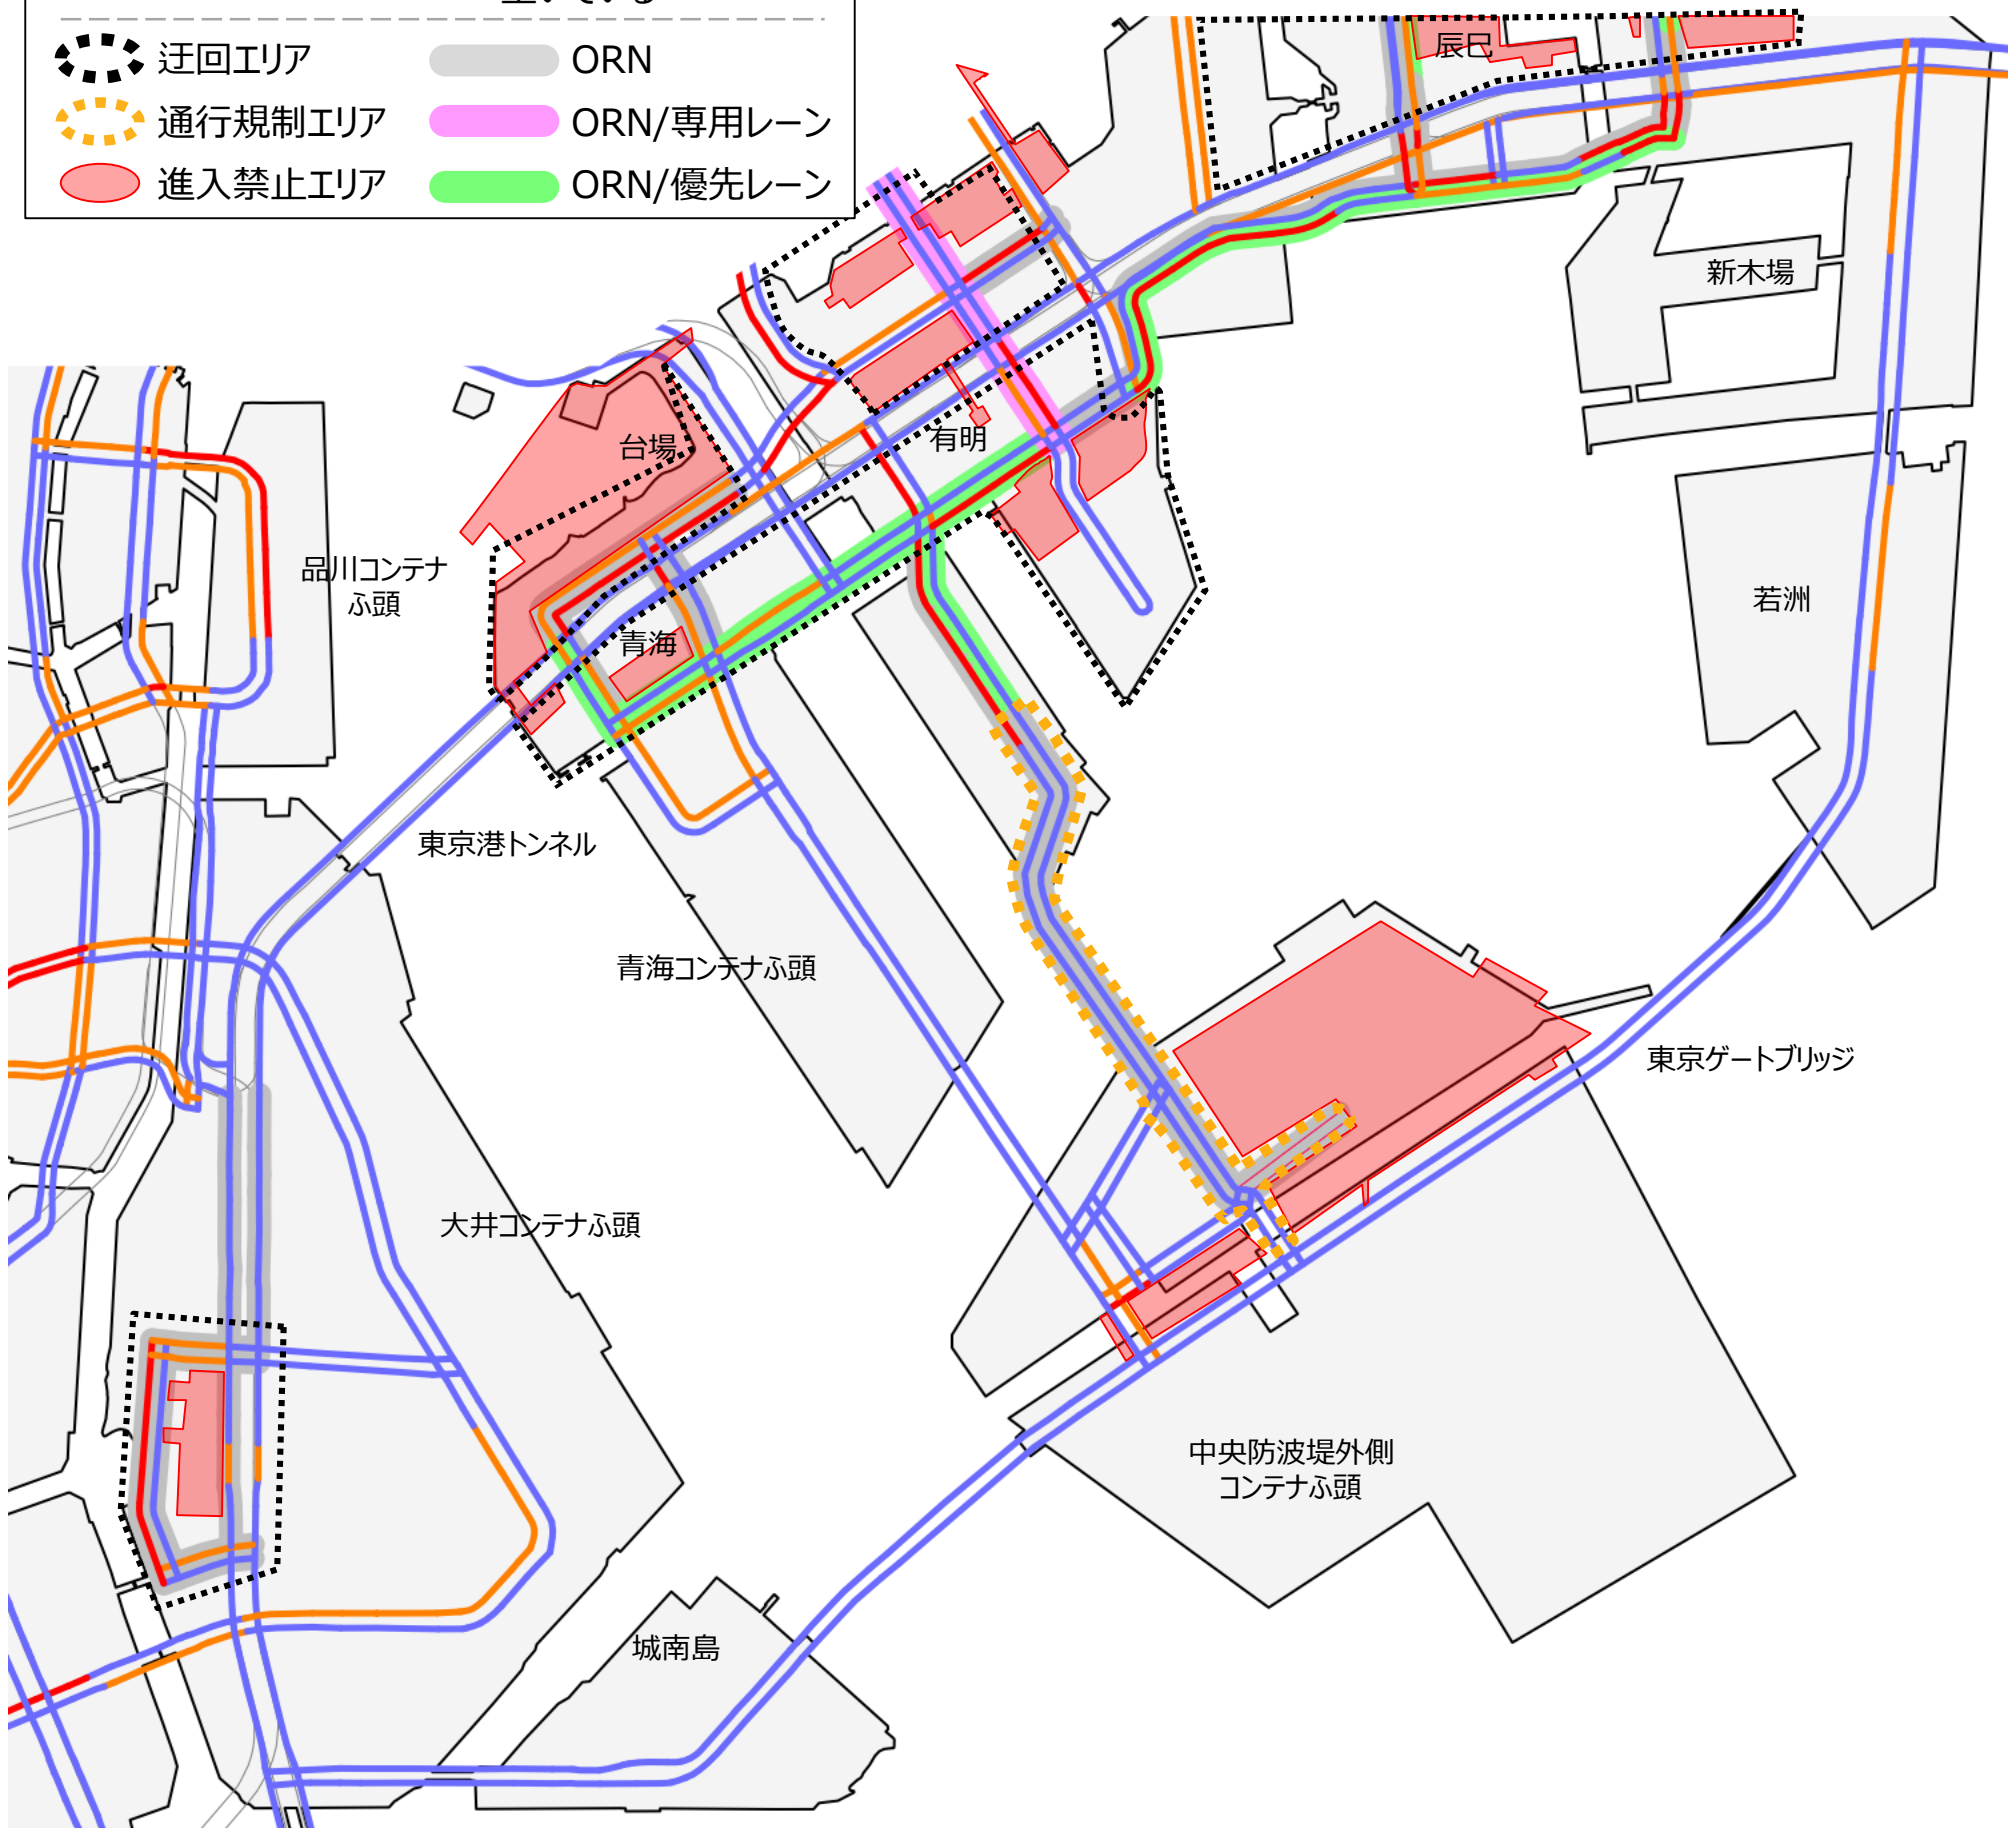 空いている
迂回エリア
ORN
通行規制エリア
ORN/専用レーン
進入禁止エリア
ORN/優先レーン
辰巳
新木場
台場
有明
品川コンテナ
ふ頭
若洲
青海
東京港トンネル
青海コンテナふ頭
東京ゲートブリッジ
大井コンテナふ頭
中央防波堤外側
コンテナふ頭
城南島